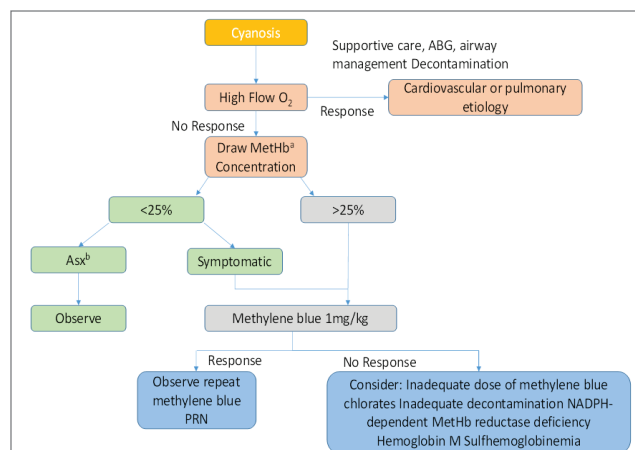 Cyanosis
Supportive care, ABG, airway
management Decontamination
High Flow O₂
Response
Cardiovascular or pulmonary
etiology
No Response
Draw MetHbᵃ
Concentration
<25%
>25%
Asxᵇ
Symptomatic
Observe
Methylene blue 1mg/kg
Response
No Response
Observe repeat
methylene blue
PRN
Consider: Inadequate dose of methylene blue
chlorates Inadequate decontamination NADPH-
dependent MetHb reductase deficiency
Hemoglobin M Sulfhemoglobinemia